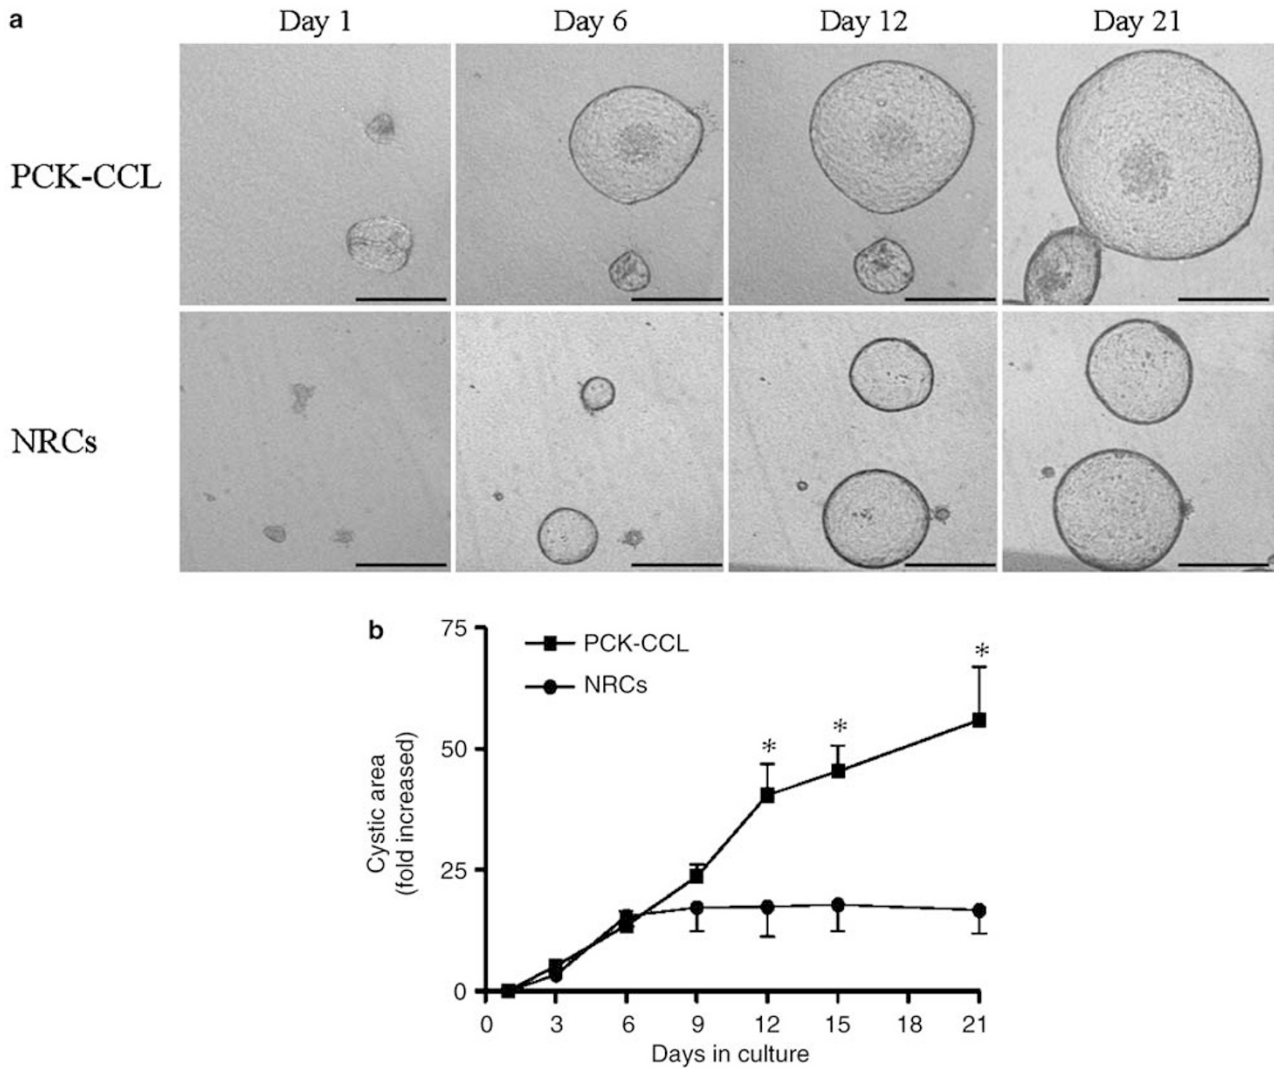 a
Day 1 Day 6 Day 12 Day 21
PCK-CCL
NRCs
b
75
PCK-CCL
NRCs
50
25
0
Cystic area
(fold increased)
* * *
0 3 6 9 12 15 18 21
Days in culture